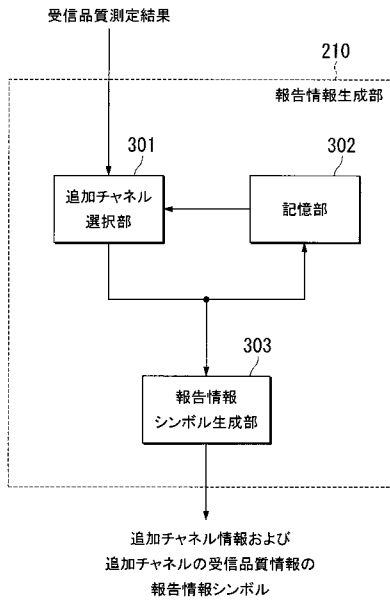 受信品質測定結果
210
報告情報生成部
301
追加チャネル
選択部
302
記憶部
303
報告情報
シンボル生成部
追加チャネル情報および
追加チャネルの受信品質情報の
報告情報シンボル